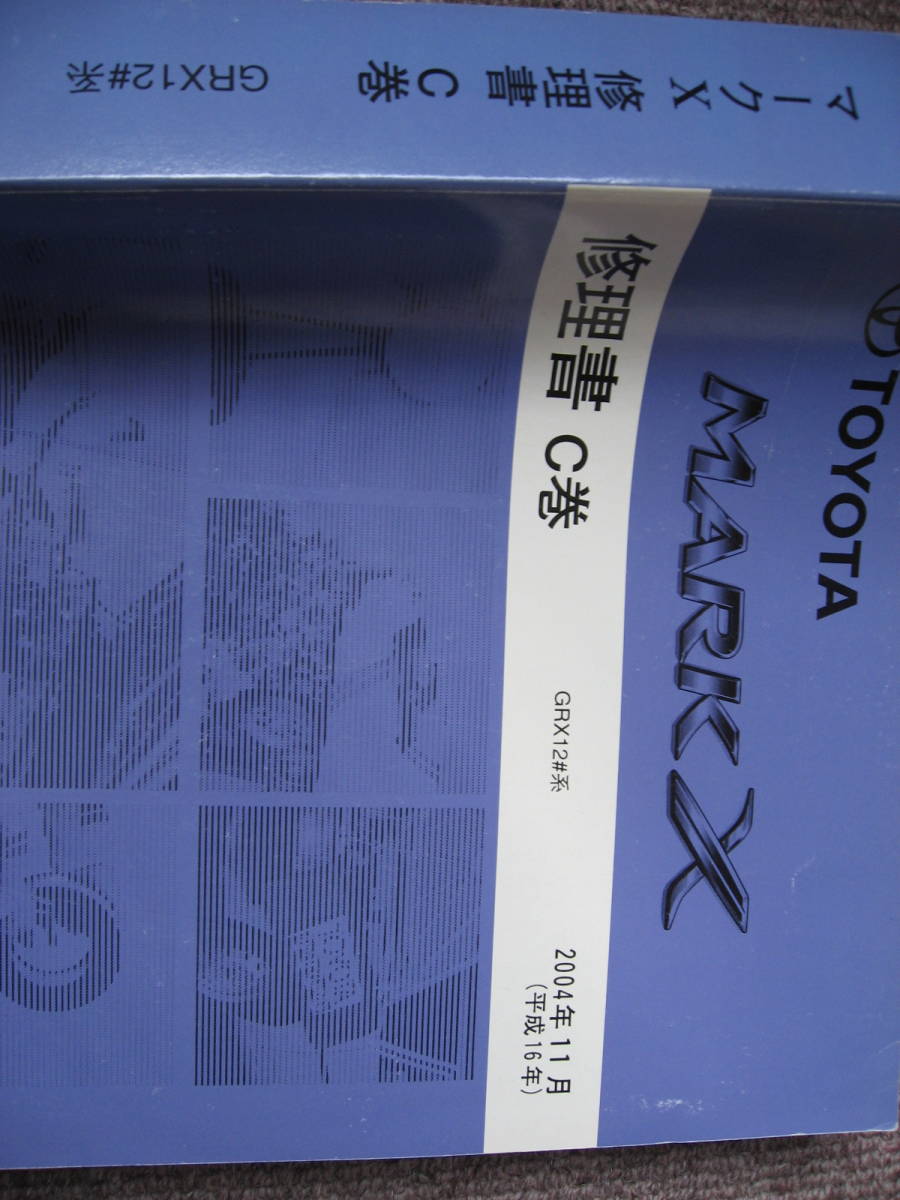 TOYOTA
MARK X
修理書 C巻
GRX12#系
2004年11月
(平成16年)
マークX 修理書 C巻
GRX12#系